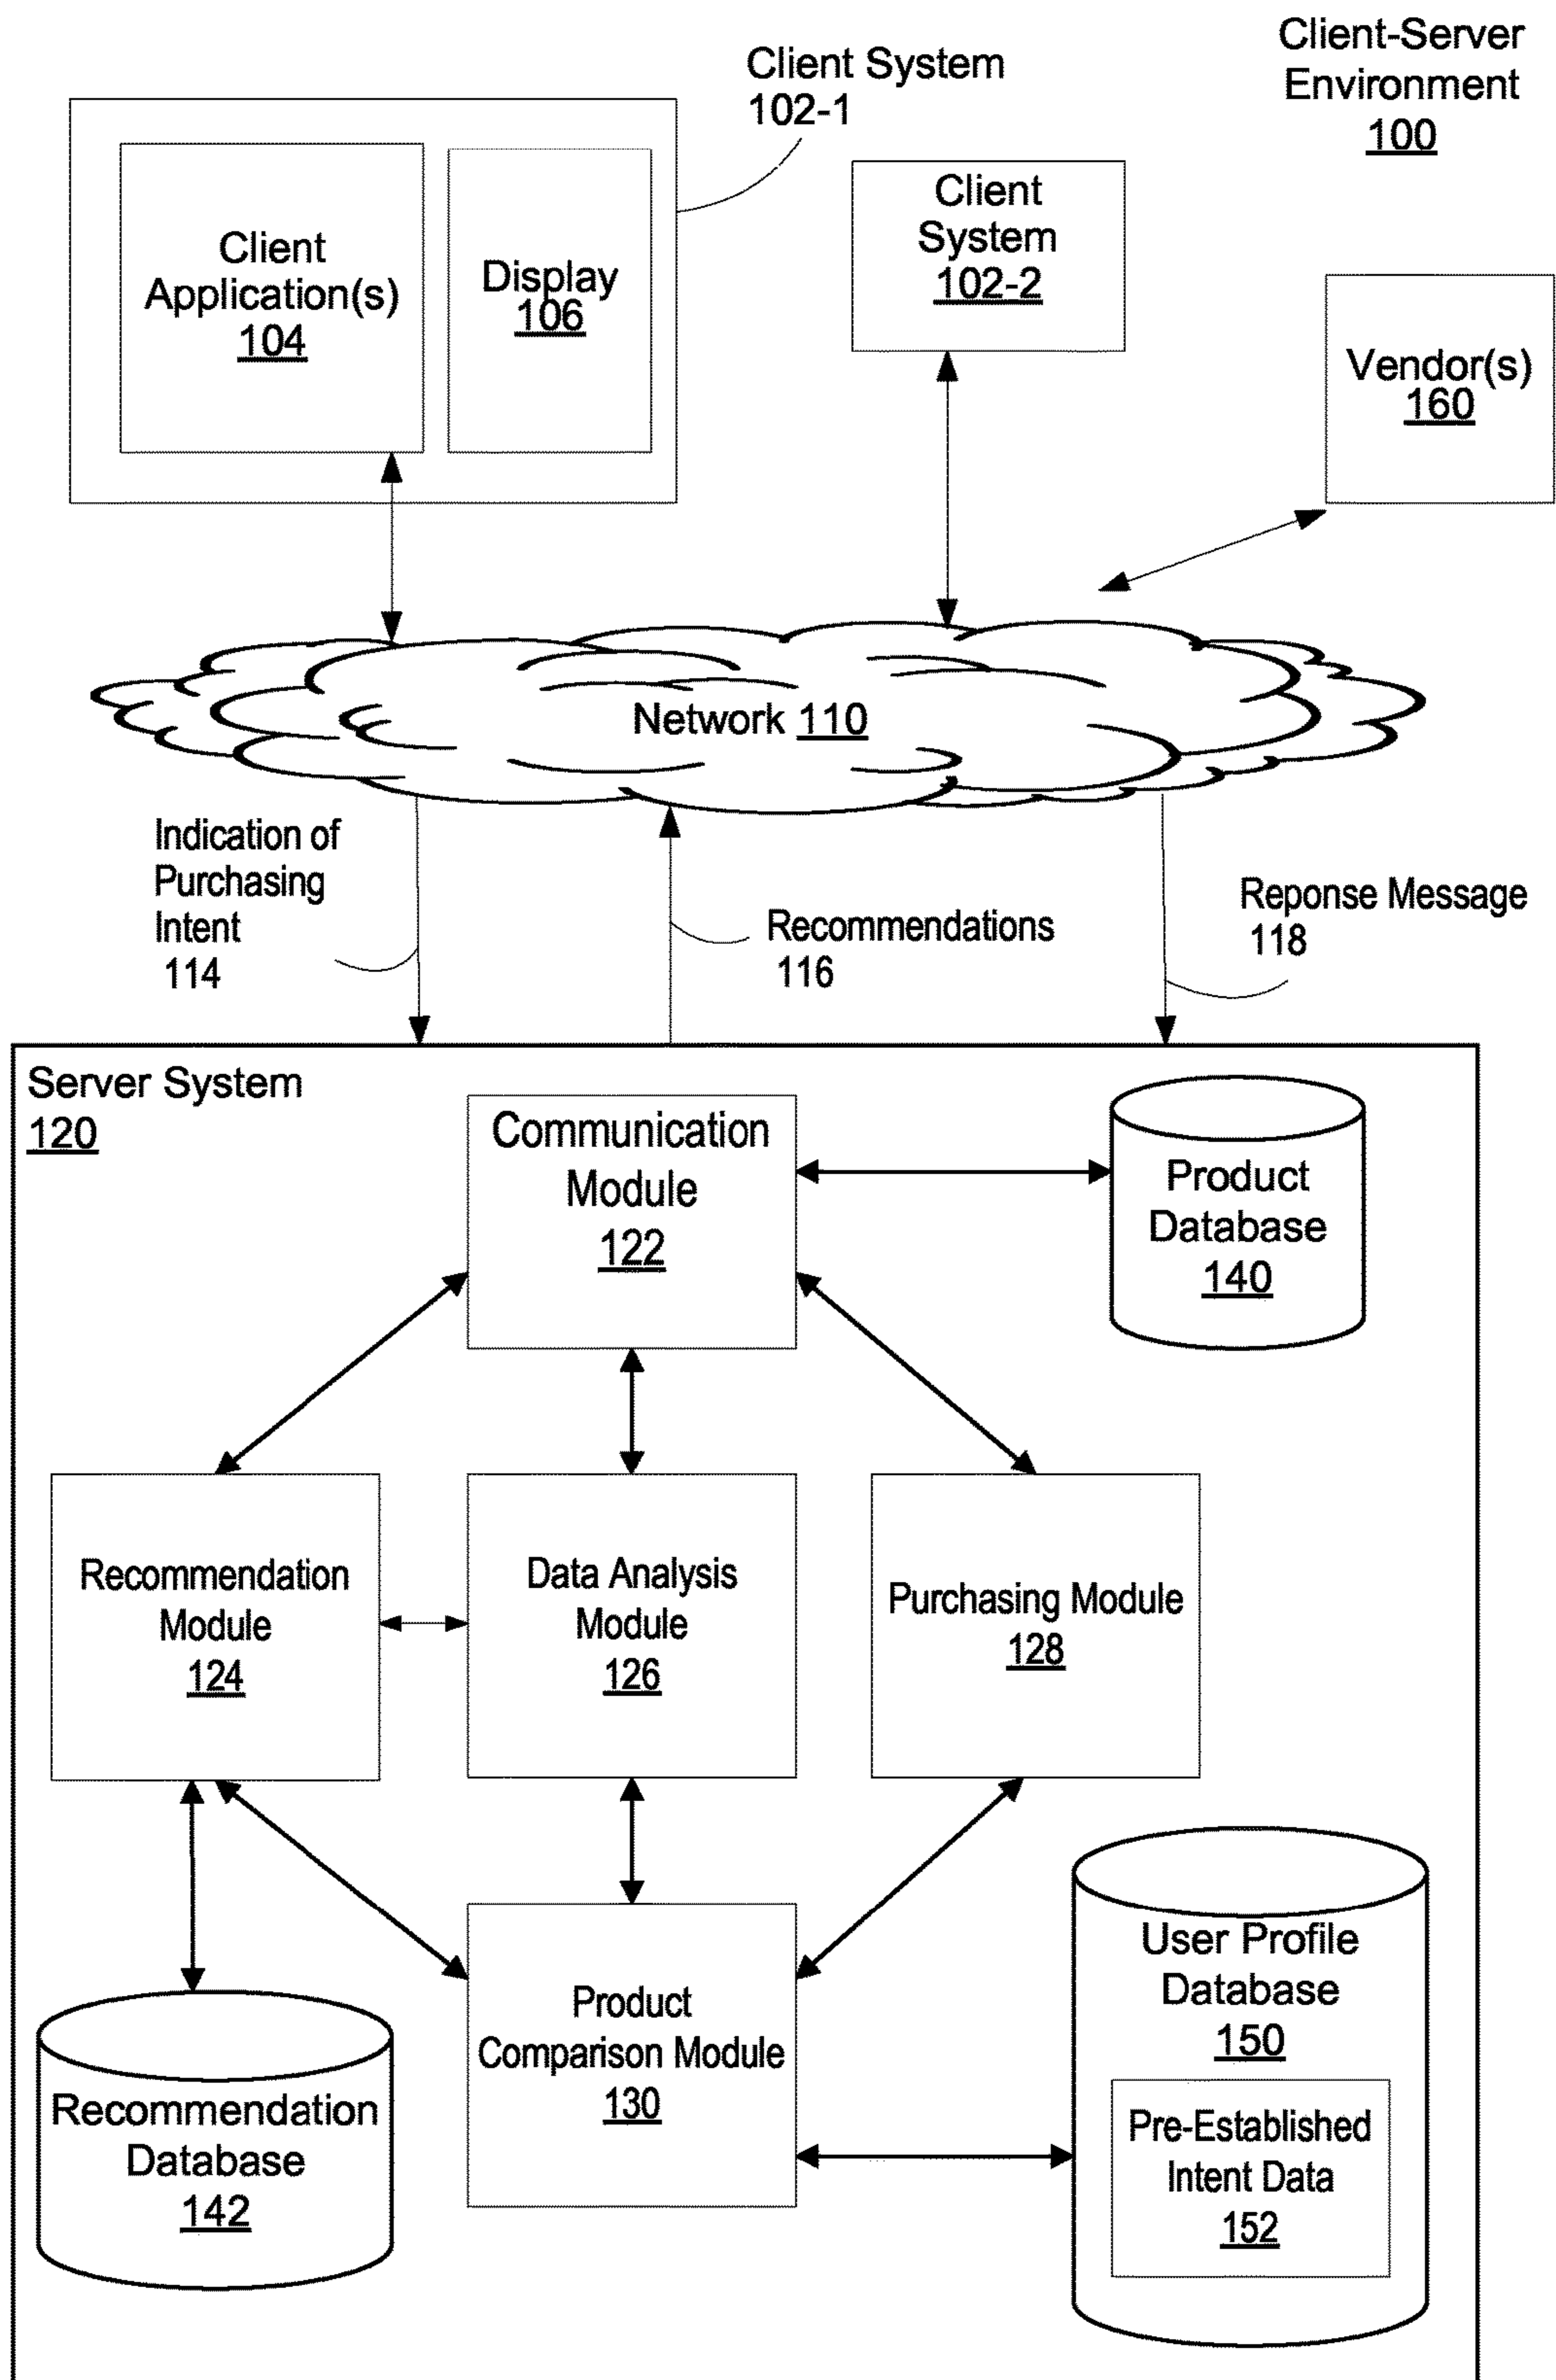 Client-Server
Environment
100
Client System
102-1
Client
Application(s)
104
Display
106
Client
System
102-2
Vendor(s)
160
Network 110
Indication of
Purchasing
Intent
114
Recommendations
116
Reponse Message
118
Server System
120
Communication
Module
122
Product
Database
140
Recommendation
Module
124
Data Analysis
Module
126
Purchasing Module
128
Product
Comparison Module
130
Recommendation
Database
142
User Profile
Database
150
Pre-Established
Intent Data
152